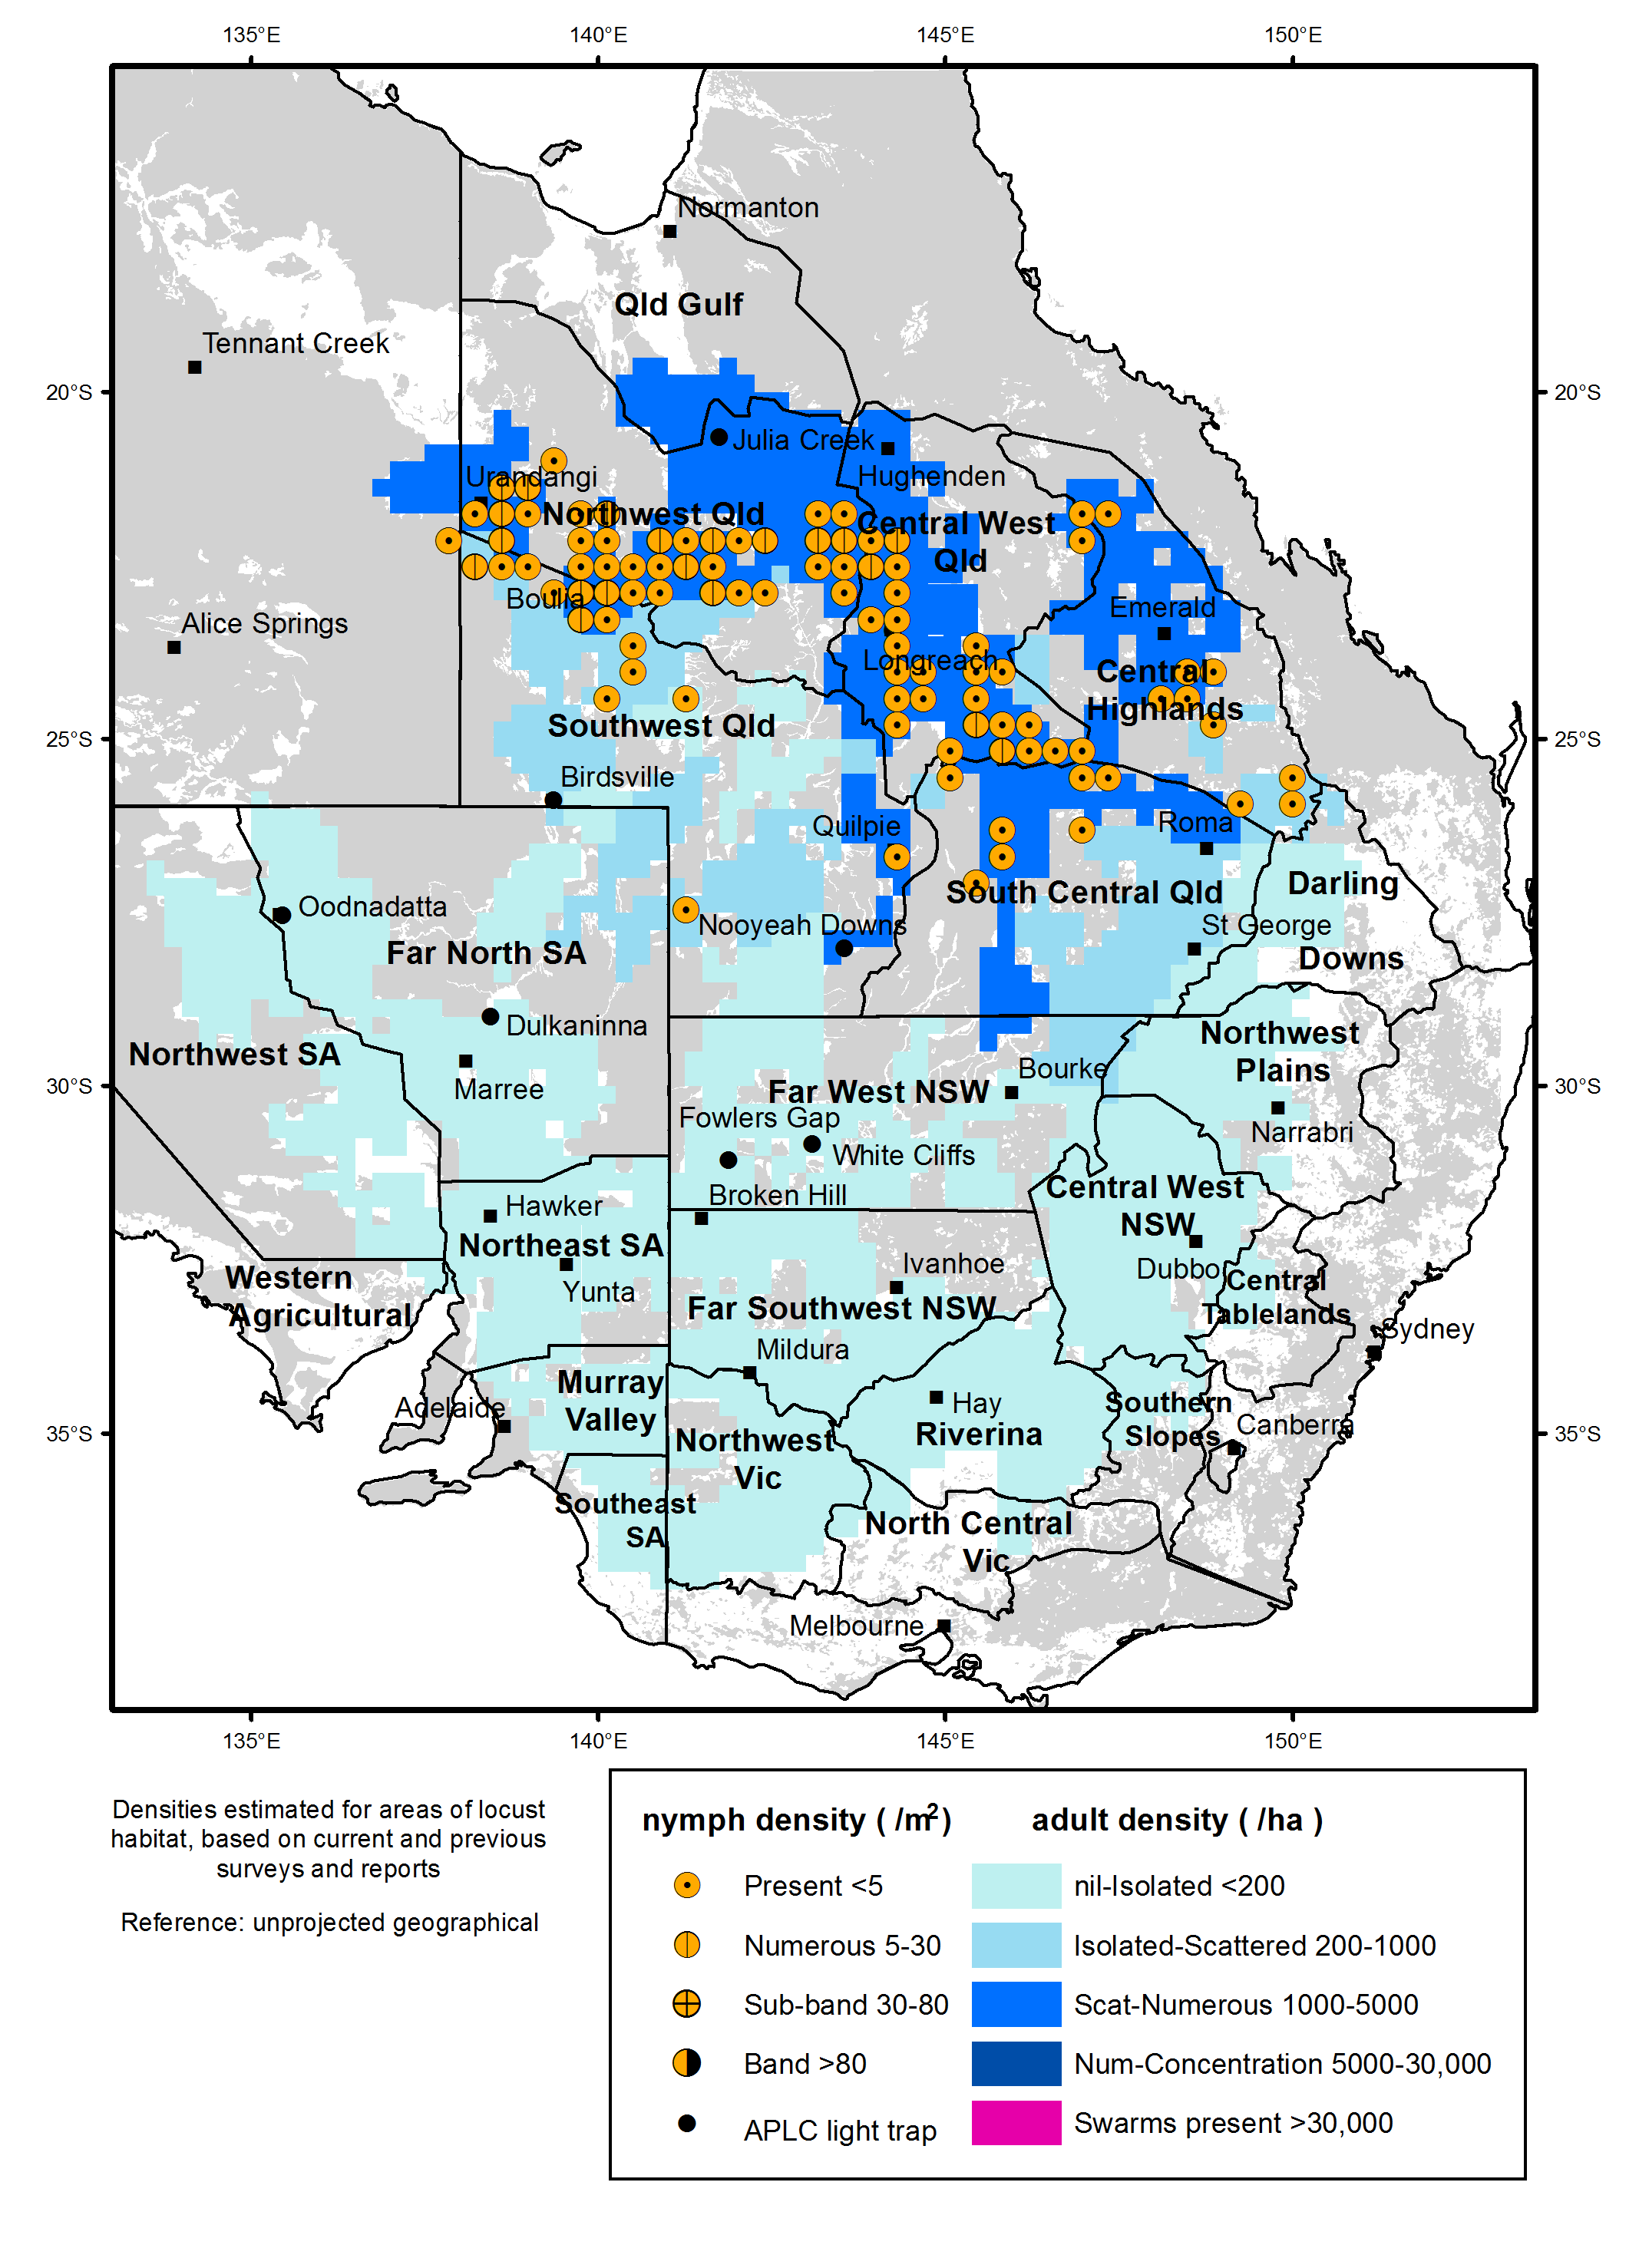 135°E 140°E 145°E 150°E
Normanton
Qld Gulf
Tennant Creek
20°S 20°S
Julia Creek
Hughenden
Urandangi
Northwest Qld
Central West
Qld
Boulia
Emerald
Alice Springs
Longreach
Central
Highlands
Southwest Qld
25°S 25°S
Birdsville
Quilpie
Roma
Darling
Downs
South Central Qld
Oodnadatta
Nooyeah Downs
St George
Far North SA
Dulkaninna
Northwest SA
Northwest
Plains
Bourke
30°S 30°S
Marree
Far West NSW
Fowlers Gap
Narrabri
White Cliffs
Broken Hill
Central West
NSW
Hawker
Northeast SA
Ivanhoe
Dubbo
Western
Agricultural
Yunta
Central
Tablelands
Far Southwest NSW
Sydney
Mildura
Murray
Valley
Adelaide
Hay
Riverina
Southern
Slopes
Canberra
35°S 35°S
Northwest
Vic
Southeast
SA
North Central
Vic
Melbourne
135°E 140°E 145°E 150°E
Densities estimated for areas of locust
habitat, based on current and previous
surveys and reports
Reference: unprojected geographical
nymph density ( /m²) adult density ( /ha )
Present <5 nil-Isolated <200
Numerous 5-30 Isolated-Scattered 200-1000
Sub-band 30-80 Scat-Numerous 1000-5000
Band >80 Num-Concentration 5000-30,000
APLC light trap Swarms present >30,000